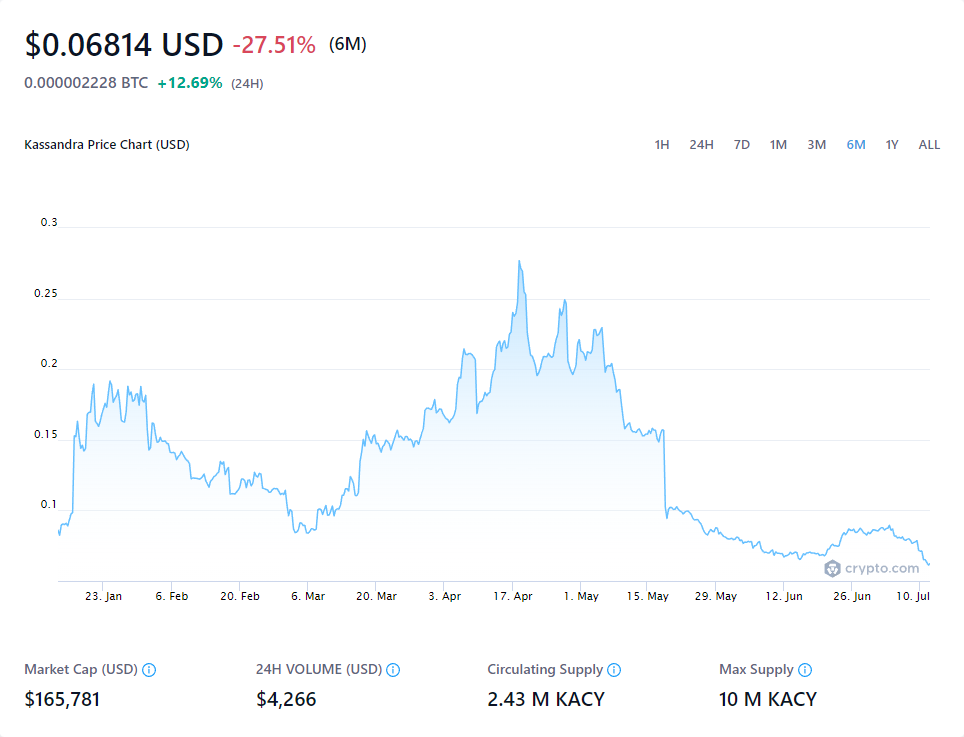 $0.06814 USD -27.51% (6M)
0.000002228 BTC +12.69% (24H)
Kassandra Price Chart (USD) 1H 24H 7D 1M 3M 6M 1Y ALL
0.3
0.25
0.2
0.15
0.1
crypto.com
23. Jan 6. Feb 20. Feb 6. Mar 20. Mar 3. Apr 17. Apr 1. May 15. May 29. May 12. Jun 26. Jun 10. Jul
Market Cap (USD) 24H VOLUME (USD) Circulating Supply Max Supply
$165,781 $4,266 2.43 M KACY 10 M KACY